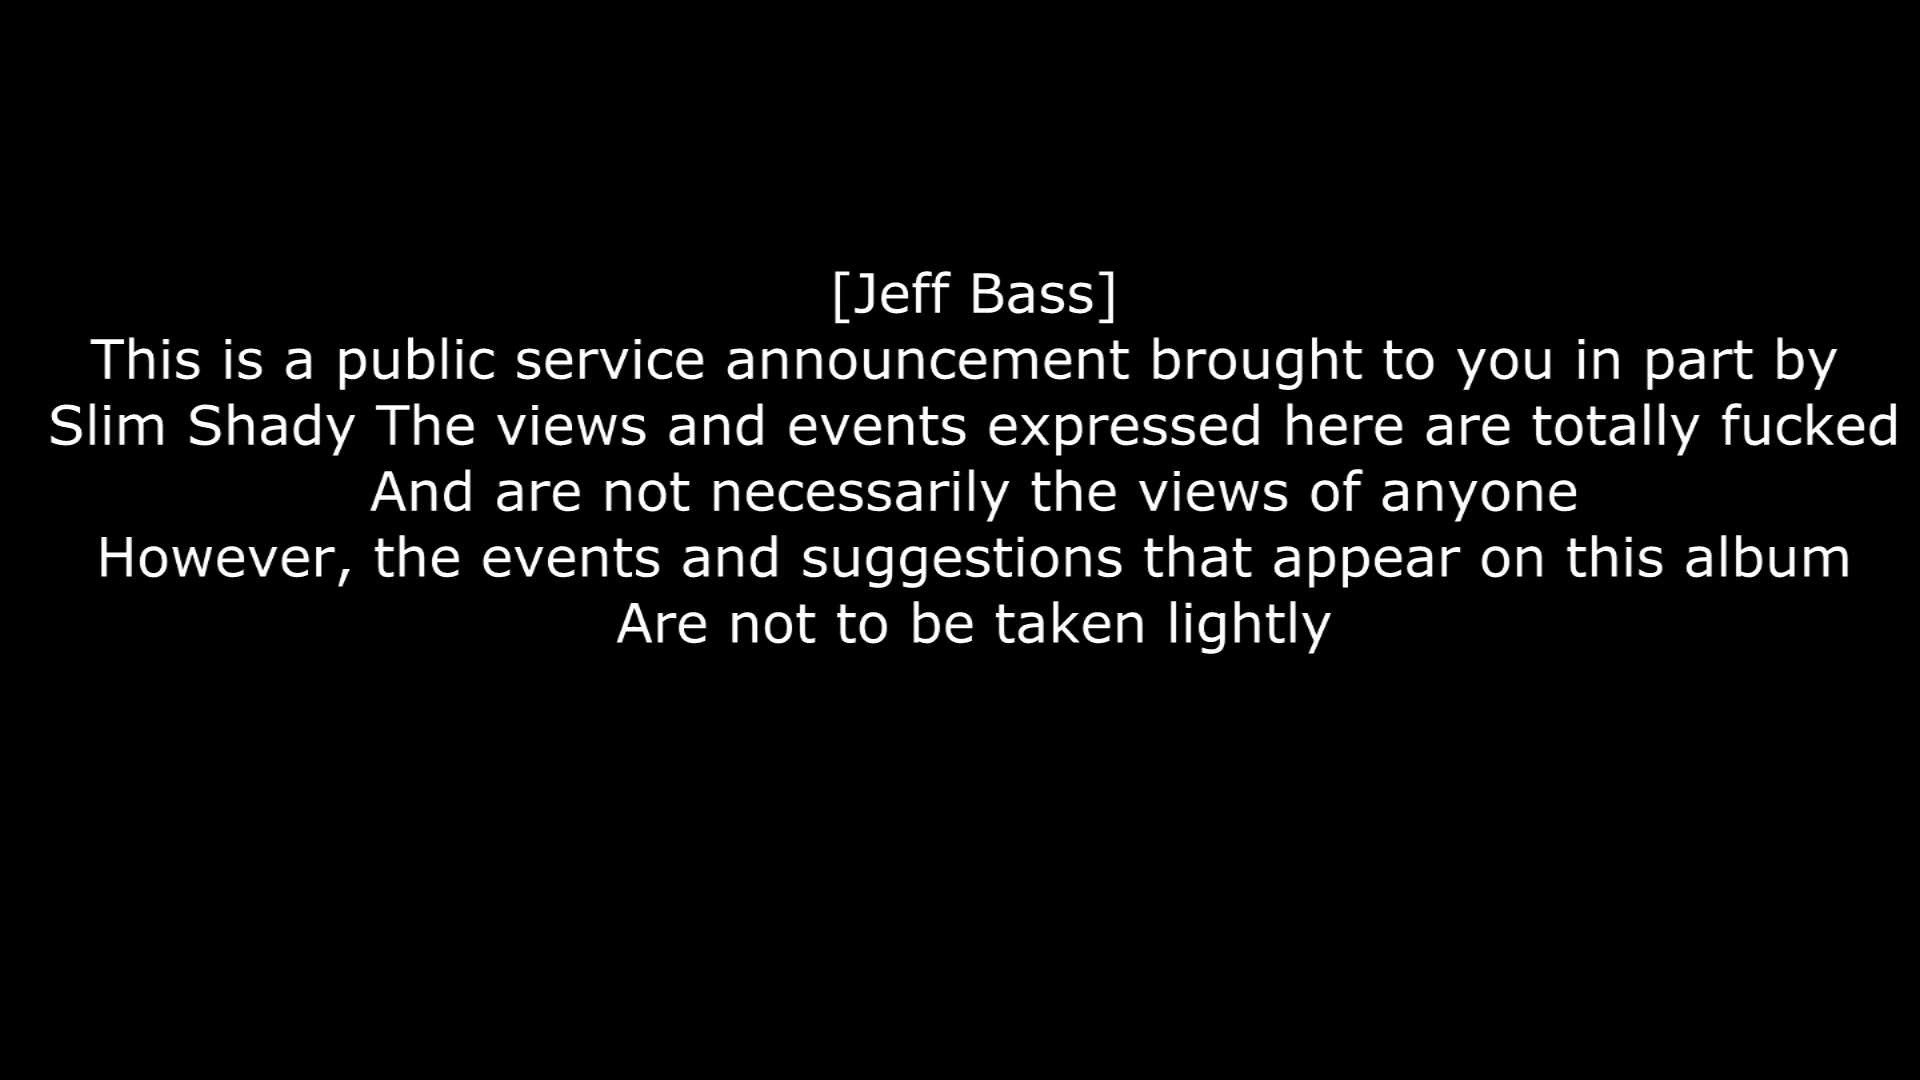 [Jeff Bass]
This is a public service announcement brought to you in part by
Slim Shady The views and events expressed here are totally fucked
And are not necessarily the views of anyone
However, the events and suggestions that appear on this album
Are not to be taken lightly